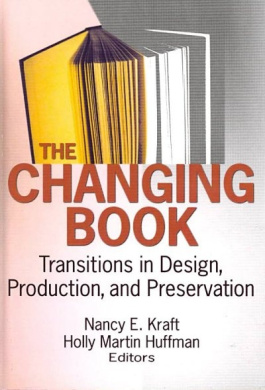 THE
CHANGING
BOOK
Transitions in Design,
Production, and Preservation
Nancy E. Kraft
Holly Martin Huffman
Editors